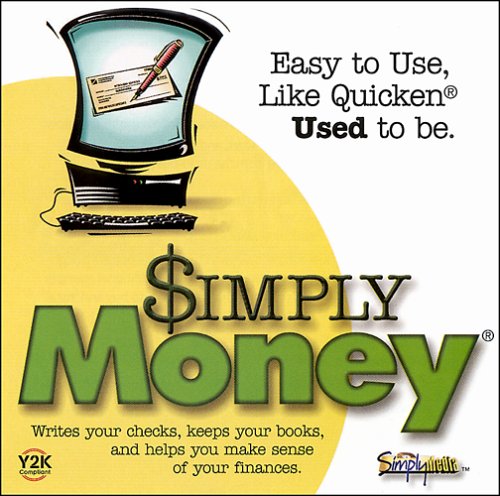 Easy to Use,
Like Quicken®
Used to be.
$IMPLY
Money®
Writes your checks, keeps your books,
and helps you make sense
of your finances.
Y2K
Compliant
Simplymedia™